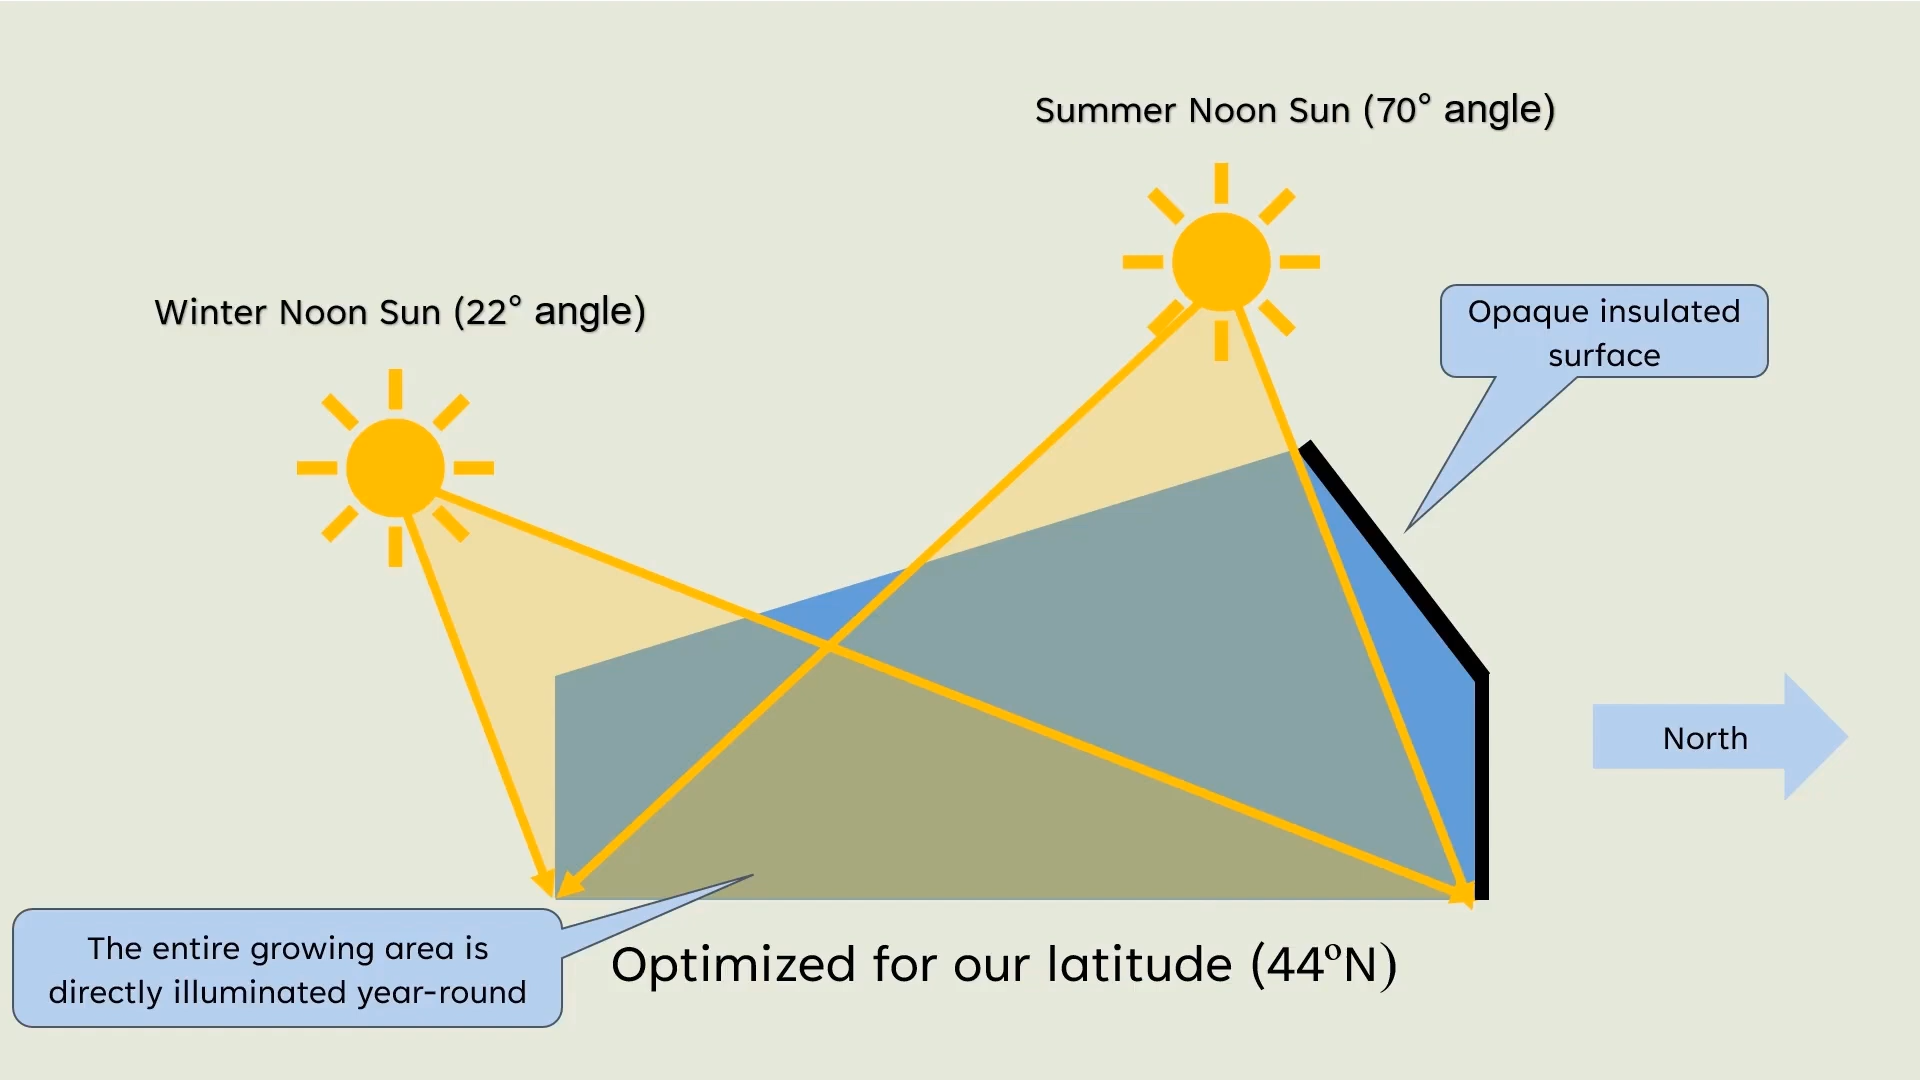 Summer Noon Sun (70° angle)
Winter Noon Sun (22° angle)
Opaque insulated
surface
North
The entire growing area is
directly illuminated year-round
Optimized for our latitude (44ºN)